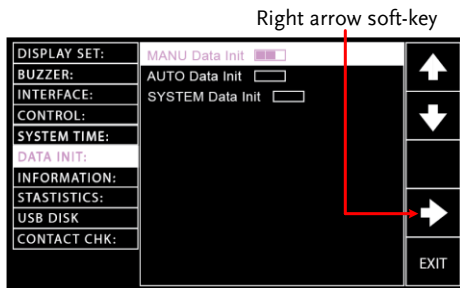 Right arrow soft-key
DISPLAY SET:
BUZZER:
INTERFACE:
CONTROL:
SYSTEM TIME:
DATA INIT:
INFORMATION:
STASTISTICS:
USB DISK
CONTACT CHK:
MANU Data Init
AUTO Data Init
SYSTEM Data Init
EXIT